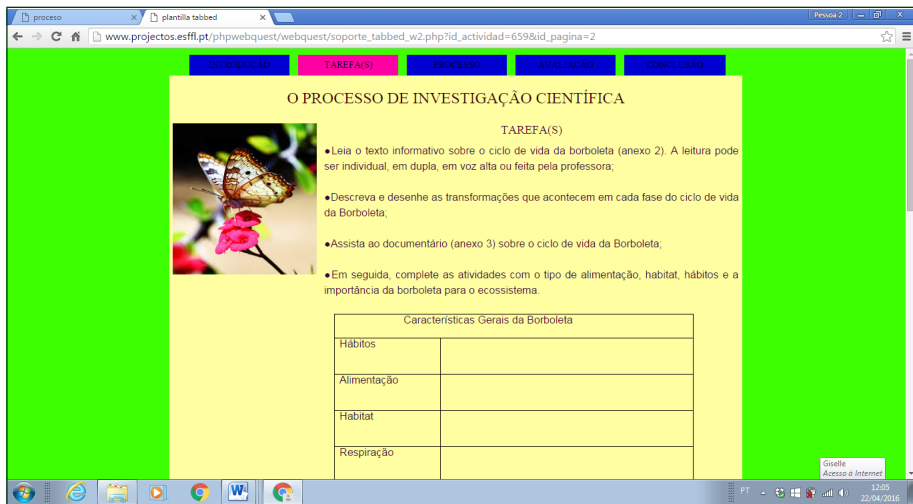 proceso
plantilla tabbed
Pessoa 2
www.projectos.esffl.pt/phpwebquest/webquest/soporte_tabbed_w2.php?id_actividad=659&id_pagina=2
INTRODUÇÃO TAREFA(S) PROCESSO AVALIAÇÃO CONCLUSÃO
O PROCESSO DE INVESTIGAÇÃO CIENTÍFICA
TAREFA(S)
●Leia o texto informativo sobre o ciclo de vida da borboleta (anexo 2). A leitura pode
ser individual, em dupla, em voz alta ou feita pela professora;
●Descreva e desenhe as transformações que acontecem em cada fase do ciclo de vida
da Borboleta;
●Assista ao documentário (anexo 3) sobre o ciclo de vida da Borboleta;
●Em seguida, complete as atividades com o tipo de alimentação, habitat, hábitos e a
importância da borboleta para o ecossistema.
Características Gerais da Borboleta
Hábitos
Alimentação
Habitat
Respiração
Giselle
Acesso à Internet
PT
12:05
22/04/2016